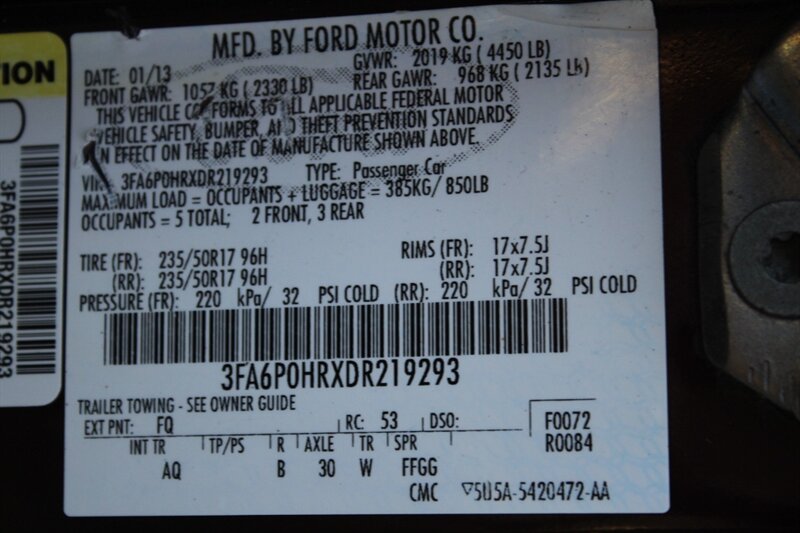 TION
3FA6P0HRXDR219293
MFD. BY FORD MOTOR CO.
DATE: 01/13 GVWR: 2019 KG ( 4450 LB)
FRONT GAWR: 1057 KG ( 2330 LB) REAR GAWR: 968 KG ( 2135 LB)
THIS VEHICLE CONFORMS TO ALL APPLICABLE FEDERAL MOTOR
VEHICLE SAFETY, BUMPER, AND THEFT PREVENTION STANDARDS
IN EFFECT ON THE DATE OF MANUFACTURE SHOWN ABOVE.
VIN: 3FA6P0HRXDR219293 TYPE: Passenger Car
MAXIMUM LOAD = OCCUPANTS + LUGGAGE = 385KG/ 850LB
OCCUPANTS = 5 TOTAL; 2 FRONT, 3 REAR
TIRE (FR): 235/50R17 96H RIMS (FR): 17x7.5J
(RR): 235/50R17 96H (RR): 17x7.5J
PRESSURE (FR): 220 kPa/ 32 PSI COLD (RR): 220 kPa/ 32 PSI COLD
3FA6P0HRXDR219293
TRAILER TOWING - SEE OWNER GUIDE
EXT PNT: FQ RC: 53 DSO: F0072
INT TR TP/PS R AXLE TR SPR R0084
AQ B 30 W FFGG
CMC ▽5U5A-5420472-AA